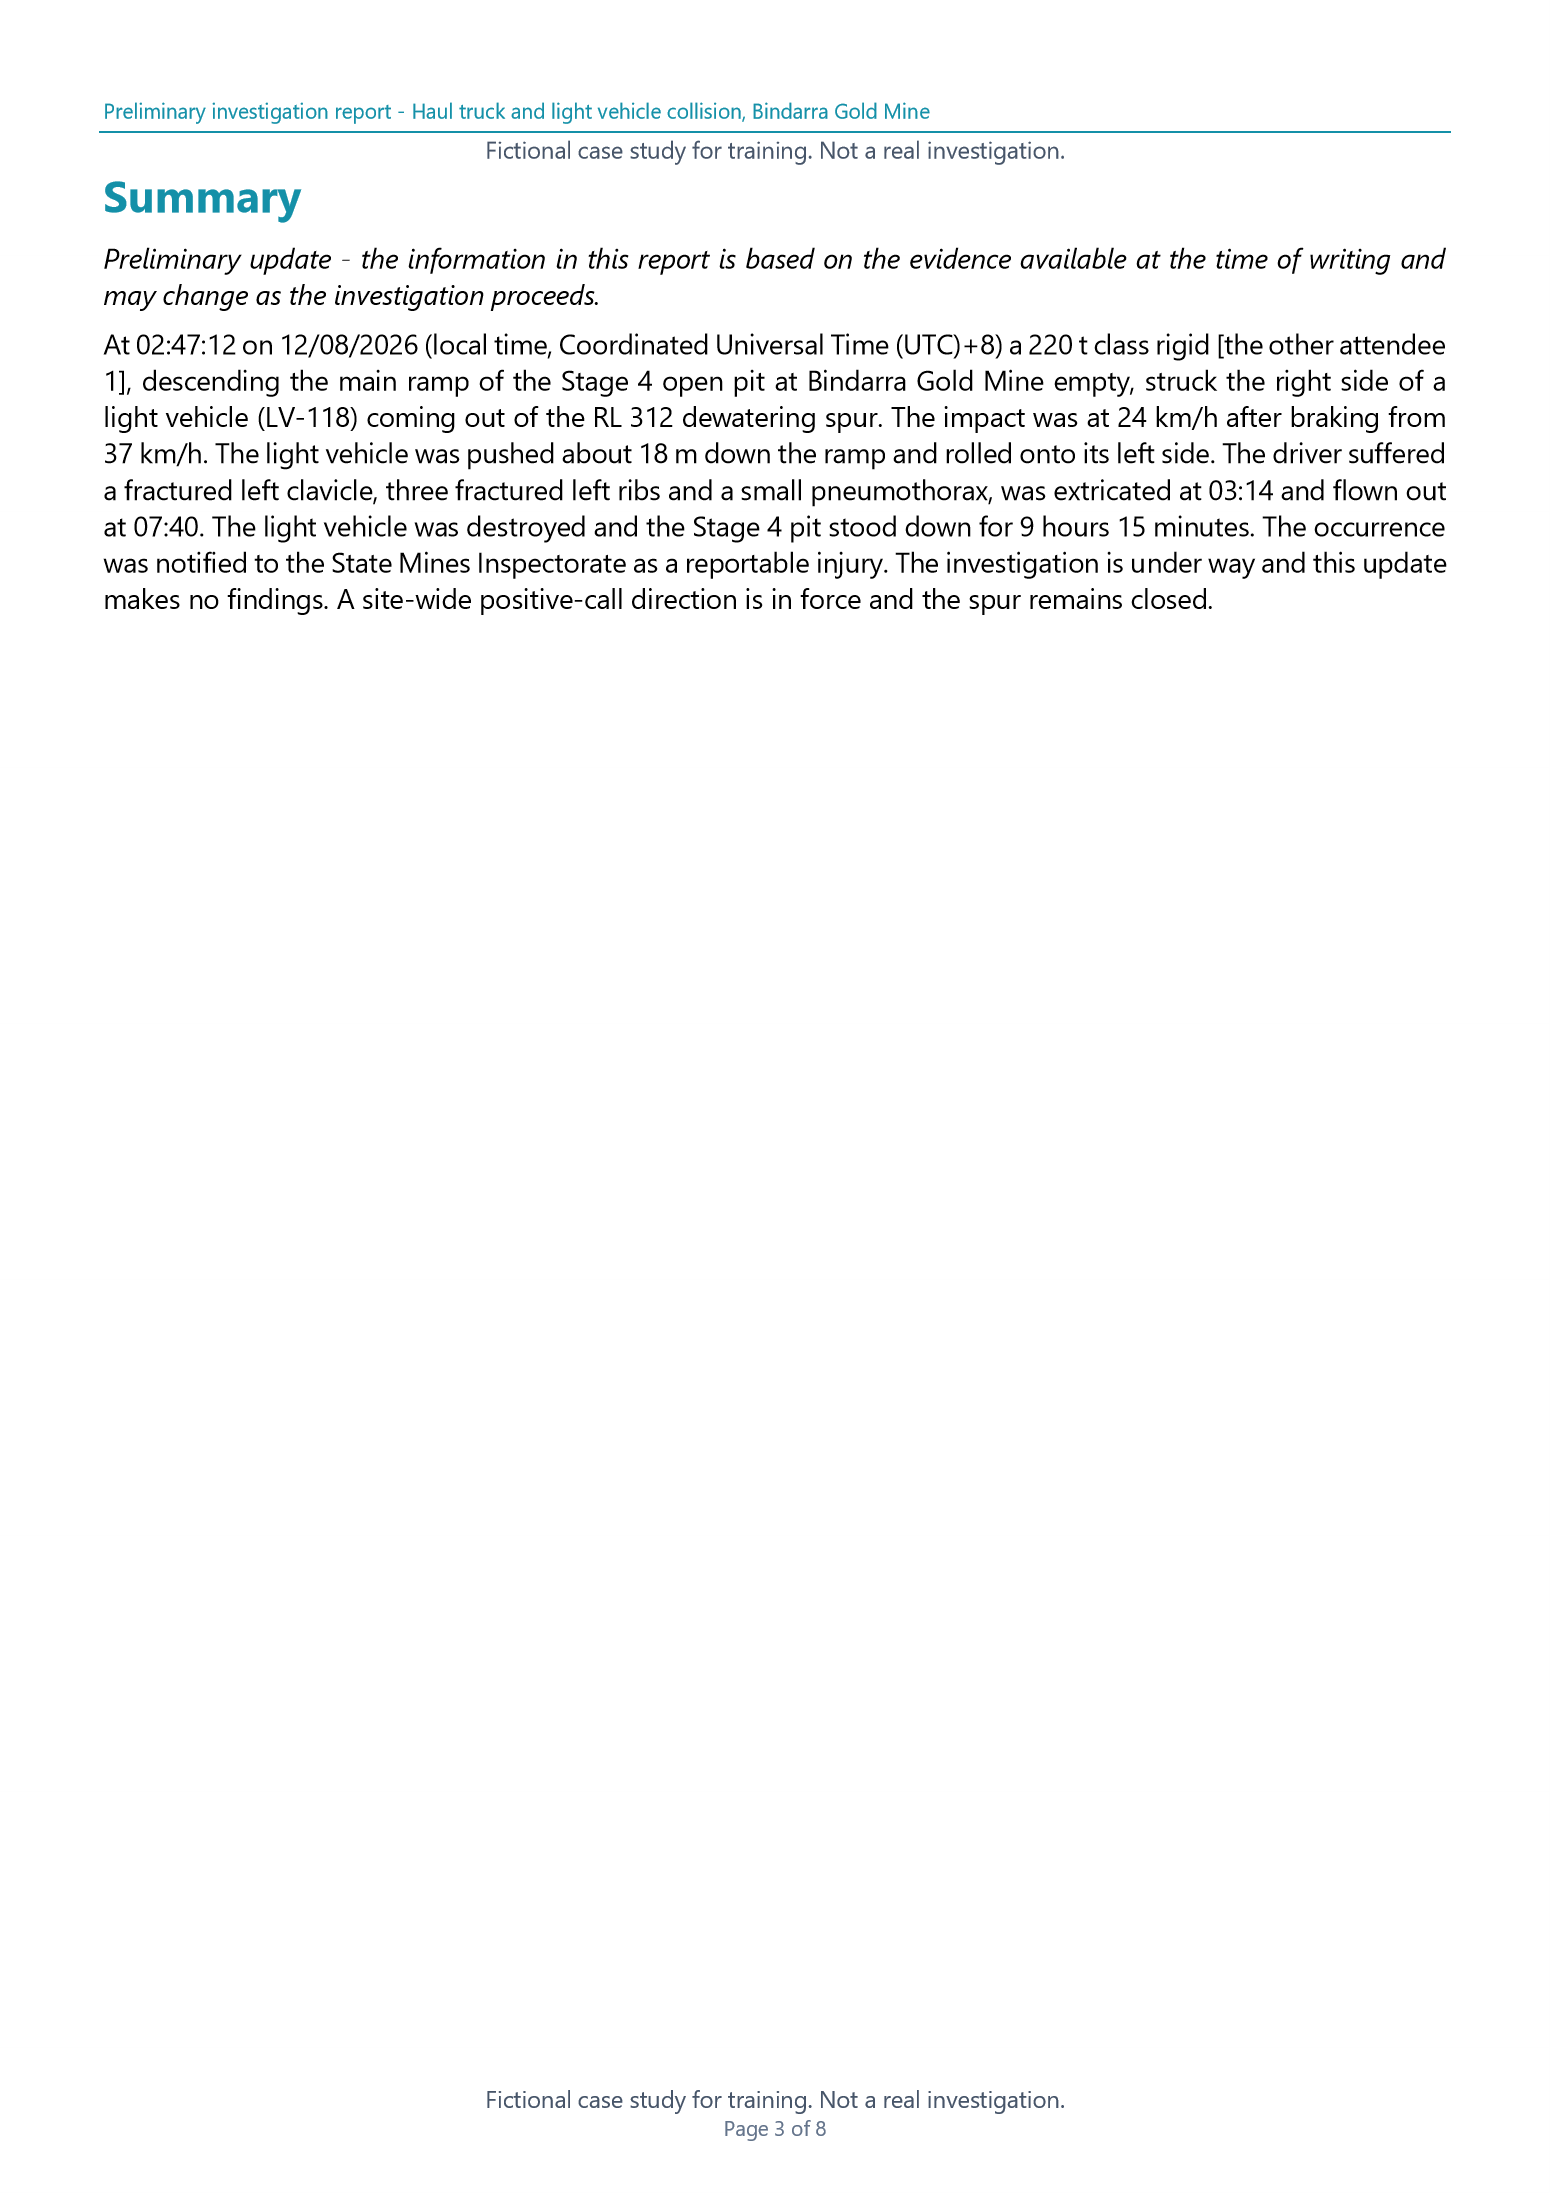 Preliminary investigation report - Haul truck and light vehicle collision, Bindarra Gold Mine
Fictional case study for training. Not a real investigation.
Summary
Preliminary update - the information in this report is based on the evidence available at the time of writing and
may change as the investigation proceeds.
At 02:47:12 on 12/08/2026 (local time, Coordinated Universal Time (UTC)+8) a 220 t class rigid [the other attendee
1], descending the main ramp of the Stage 4 open pit at Bindarra Gold Mine empty, struck the right side of a
light vehicle (LV-118) coming out of the RL 312 dewatering spur. The impact was at 24 km/h after braking from
37 km/h. The light vehicle was pushed about 18 m down the ramp and rolled onto its left side. The driver suffered
a fractured left clavicle, three fractured left ribs and a small pneumothorax, was extricated at 03:14 and flown out
at 07:40. The light vehicle was destroyed and the Stage 4 pit stood down for 9 hours 15 minutes. The occurrence
was notified to the State Mines Inspectorate as a reportable injury. The investigation is under way and this update
makes no findings. A site-wide positive-call direction is in force and the spur remains closed.
Fictional case study for training. Not a real investigation.
Page 3 of 8